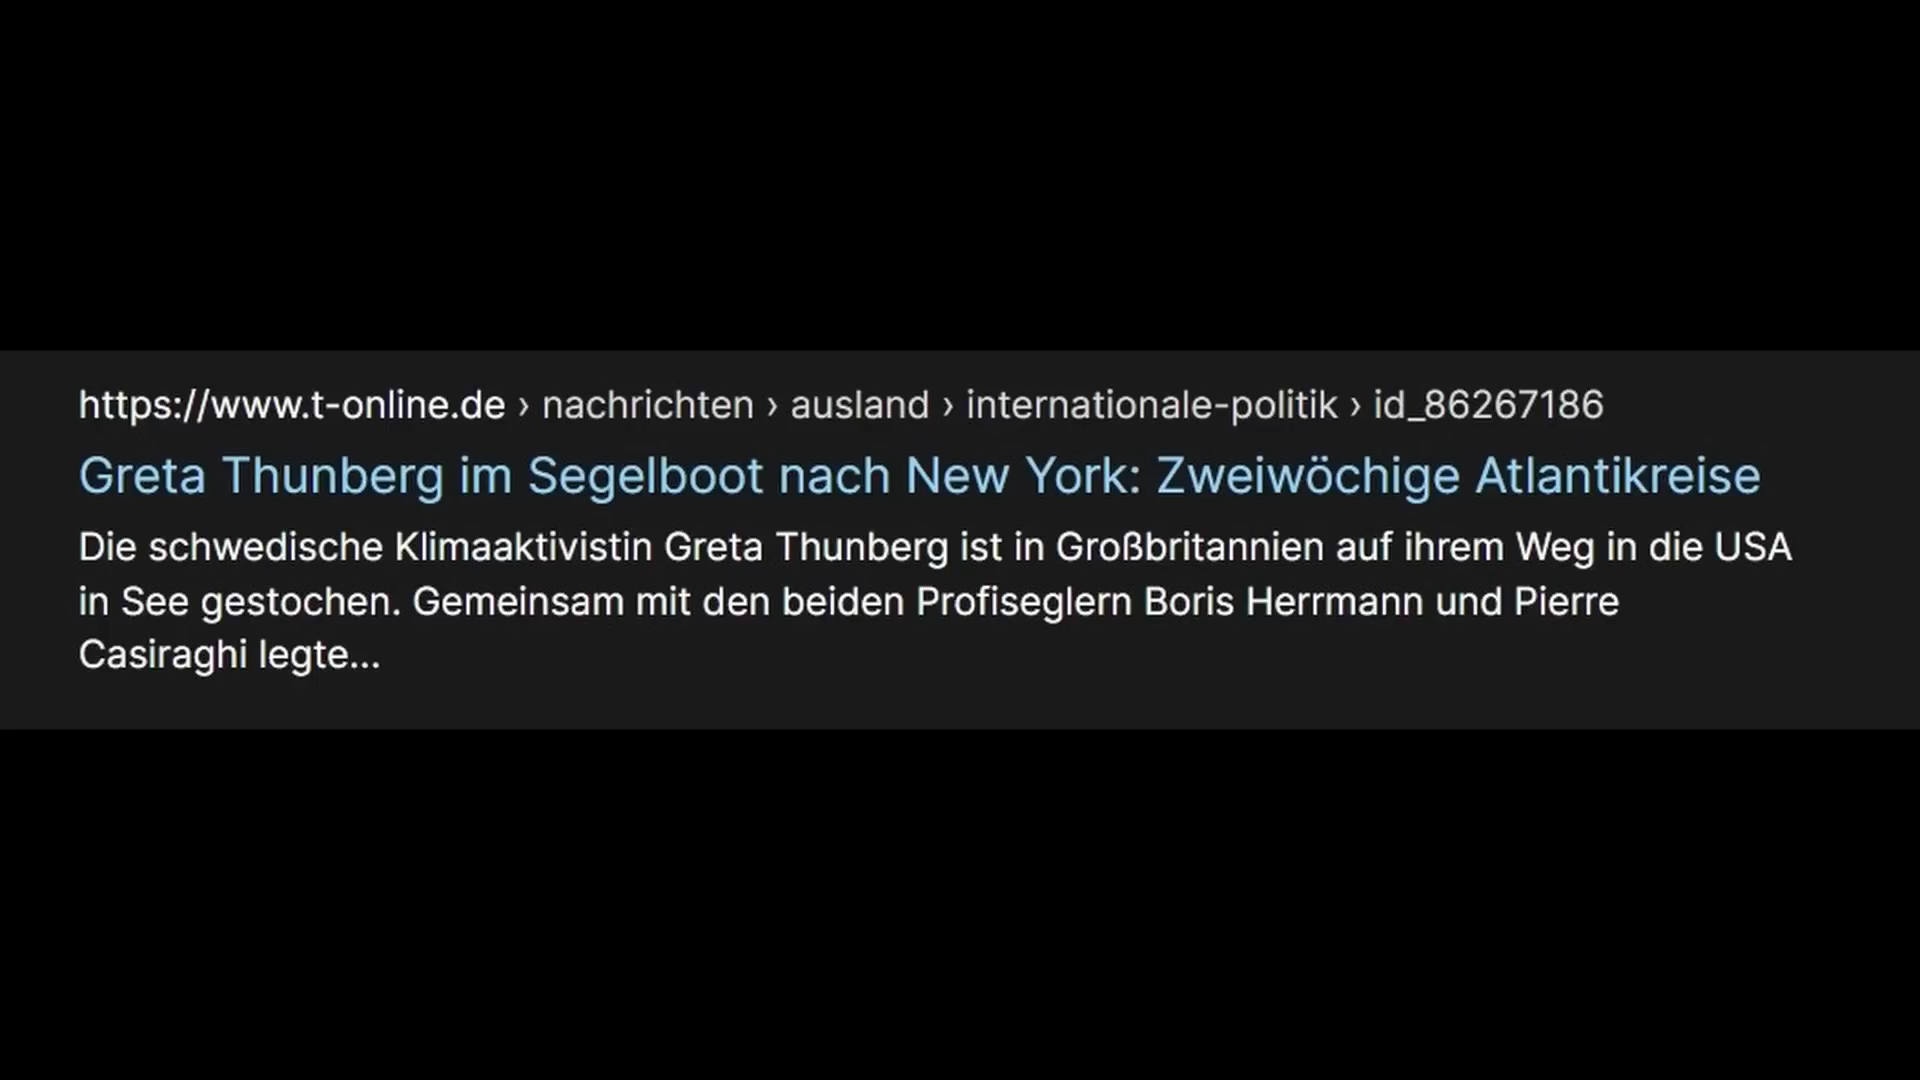 https://www.t-online.de › nachrichten › ausland › internationale-politik › id_86267186
Greta Thunberg im Segelboot nach New York: Zweiwöchige Atlantikreise
Die schwedische Klimaaktivistin Greta Thunberg ist in Großbritannien auf ihrem Weg in die USA
in See gestochen. Gemeinsam mit den beiden Profiseglern Boris Herrmann und Pierre
Casiraghi legte...